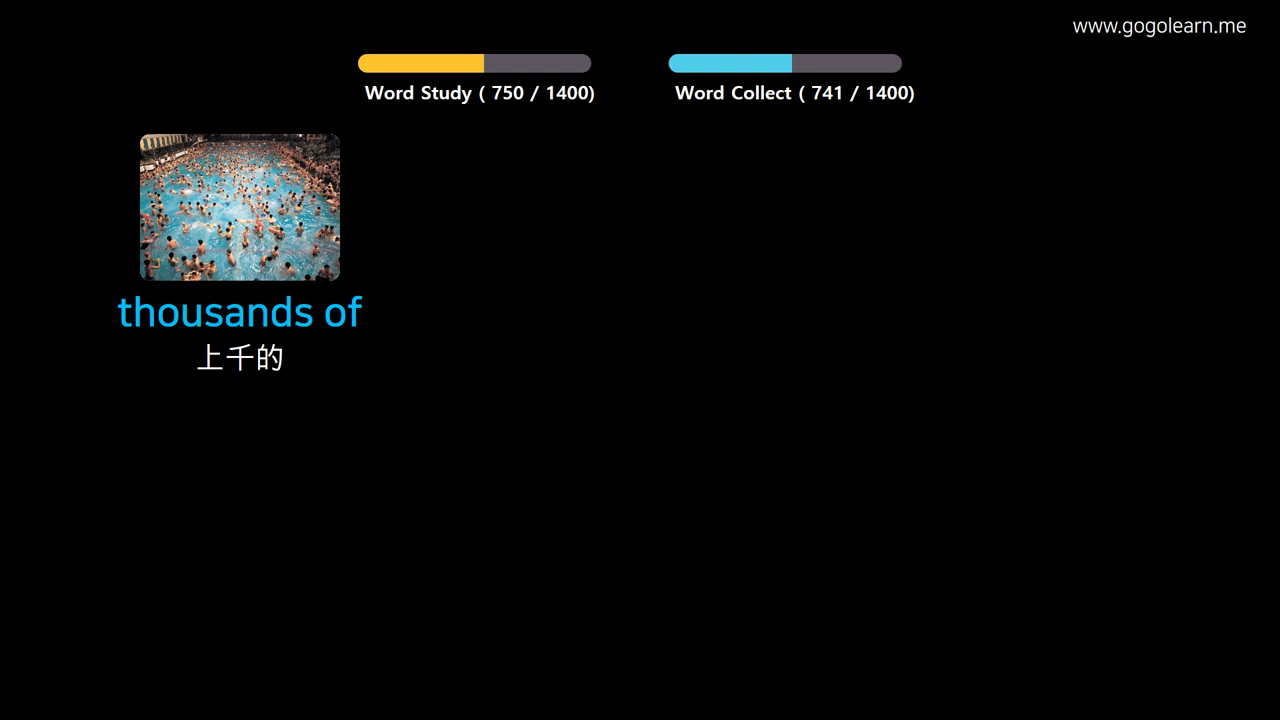 www.gogolearn.me
Word Study ( 750 / 1400)
Word Collect ( 741 / 1400)
thousands of
上千的